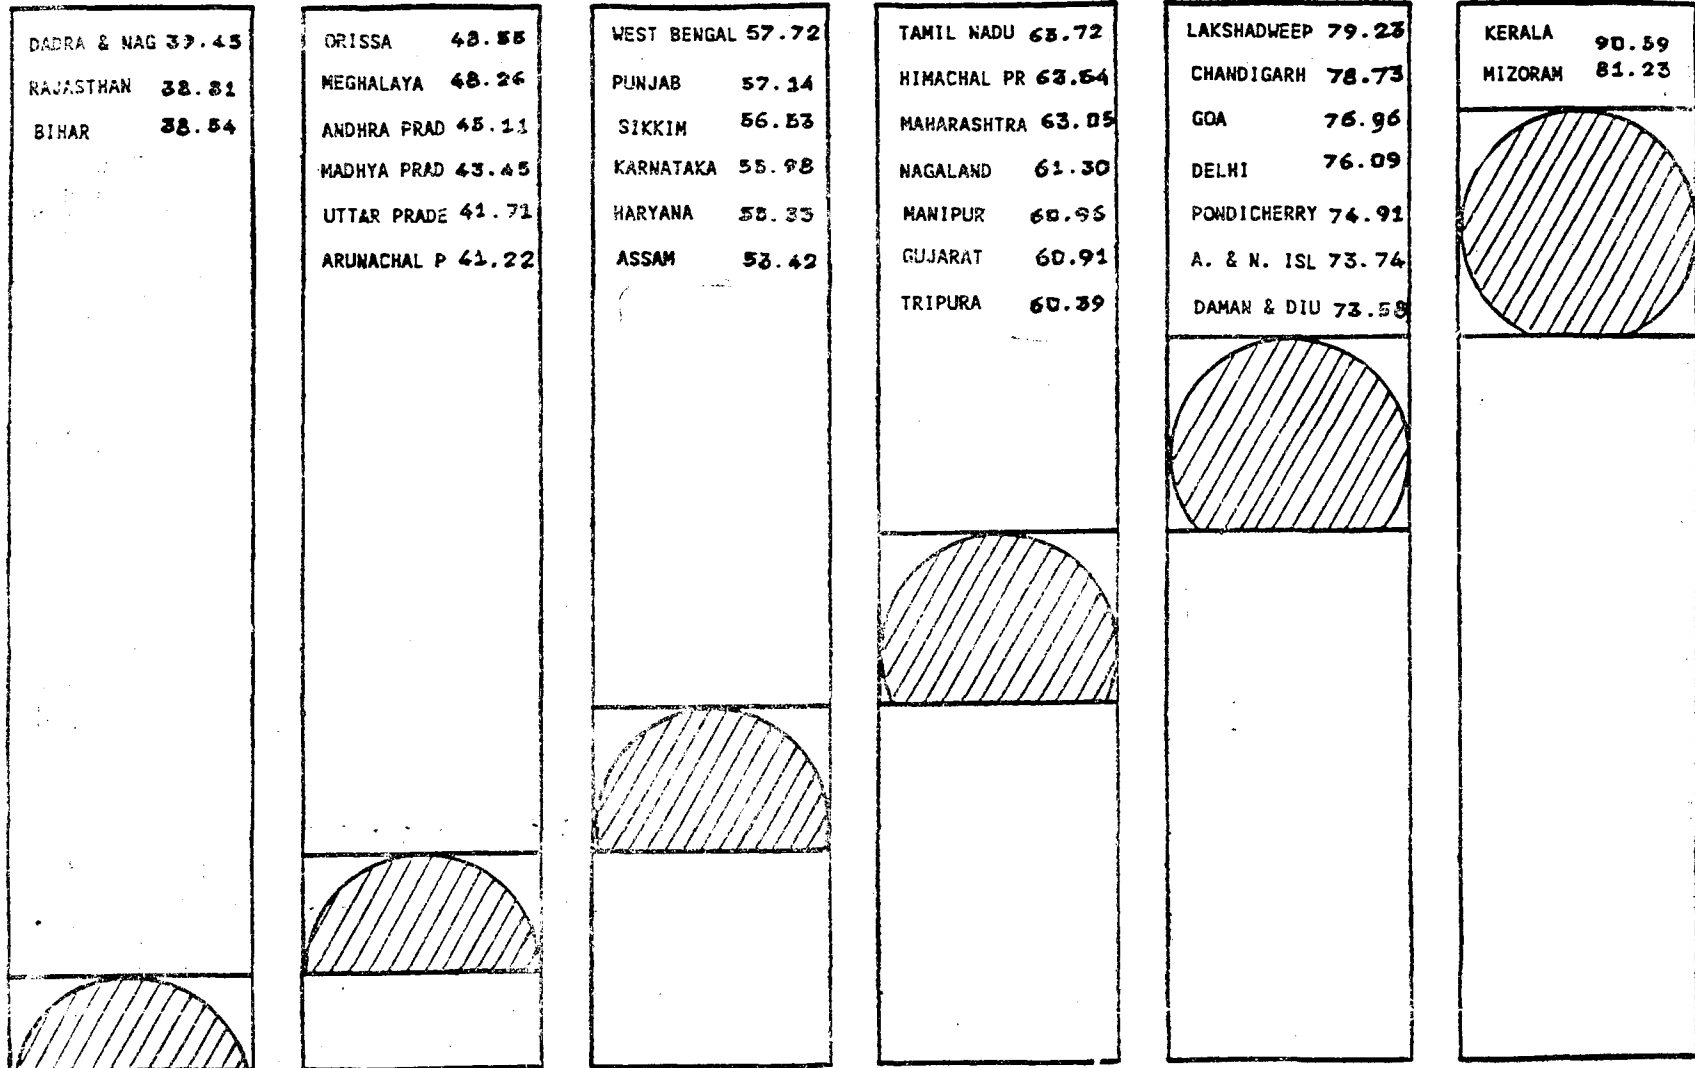 DADRA & NAG 39.45
RAJASTHAN 38.81
BIHAR 38.54
ORISSA 48.55
MEGHALAYA 48.26
ANDHRA PRAD 45.11
MADHYA PRAD 43.45
UTTAR PRADE 41.71
ARUNACHAL P 41.22
WEST BENGAL 57.72
PUNJAB 57.14
SIKKIM 56.53
KARNATAKA 55.98
HARYANA 55.33
ASSAM 53.42
TAMIL NADU 63.72
HIMACHAL PR 63.54
MAHARASHTRA 63.05
NAGALAND 61.30
MANIPUR 60.96
GUJARAT 60.91
TRIPURA 60.39
LAKSHADWEEP 79.23
CHANDIGARH 78.73
GOA 76.96
DELHI 76.09
PONDICHERRY 74.91
A. & N. ISL 73.74
DAMAN & DIU 73.58
KERALA 90.59
MIZORAM 81.23